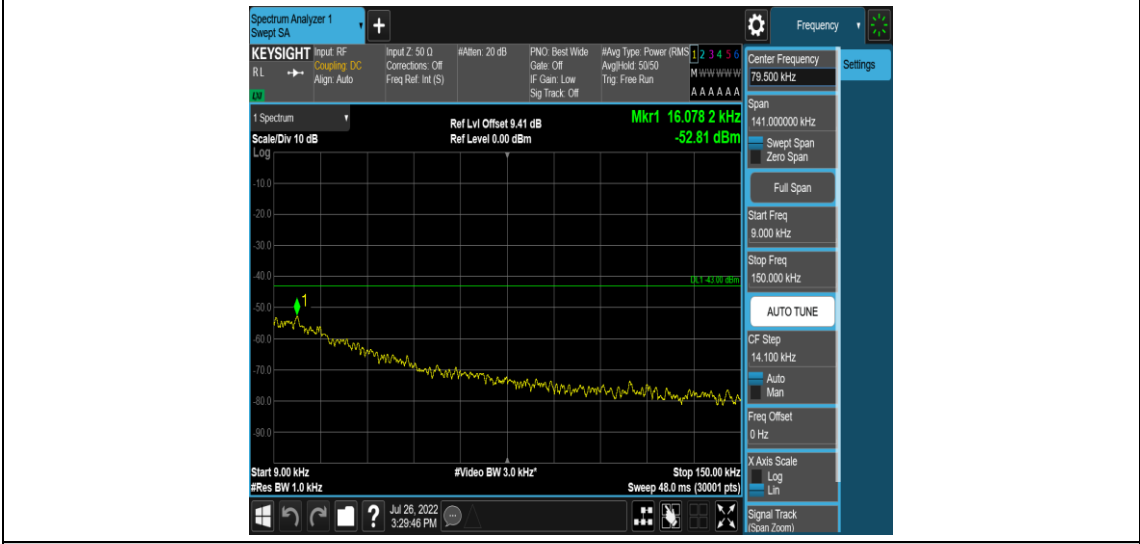 Spectrum Analyzer 1
Swept SA
+
Frequency
KEYSIGHT
RL
LW
Input: RF
Coupling: DC
Align: Auto
Input Z: 50 Ω
Corrections: Off
Freq Ref: Int (S)
#Atten: 20 dB
PNO: Best Wide
Gate: Off
IF Gain: Low
Sig Track: Off
#Avg Type: Power (RMS
Avg|Hold: 50/50
Trig: Free Run
1 2 3 4 5 6
M W W W W W
A A A A A A
1 Spectrum
Scale/Div 10 dB
Log
Ref Lvl Offset 9.41 dB
Ref Level 0.00 dBm
Mkr1 16.078 2 kHz
-52.81 dBm
-10.0
-20.0
-30.0
-40.0
DL1 -43.00 dBm
1
-50.0
-60.0
-70.0
-80.0
-90.0
Start 9.00 kHz
#Res BW 1.0 kHz
#Video BW 3.0 kHz*
Stop 150.00 kHz
Sweep 48.0 ms (30001 pts)
?
Jul 26, 2022
3:29:46 PM
Center Frequency
79.500 kHz
Span
141.000000 kHz
Swept Span
Zero Span
Full Span
Start Freq
9.000 kHz
Stop Freq
150.000 kHz
AUTO TUNE
CF Step
14.100 kHz
Auto
Man
Freq Offset
0 Hz
X Axis Scale
Log
Lin
Signal Track
(Span Zoom)
Settings